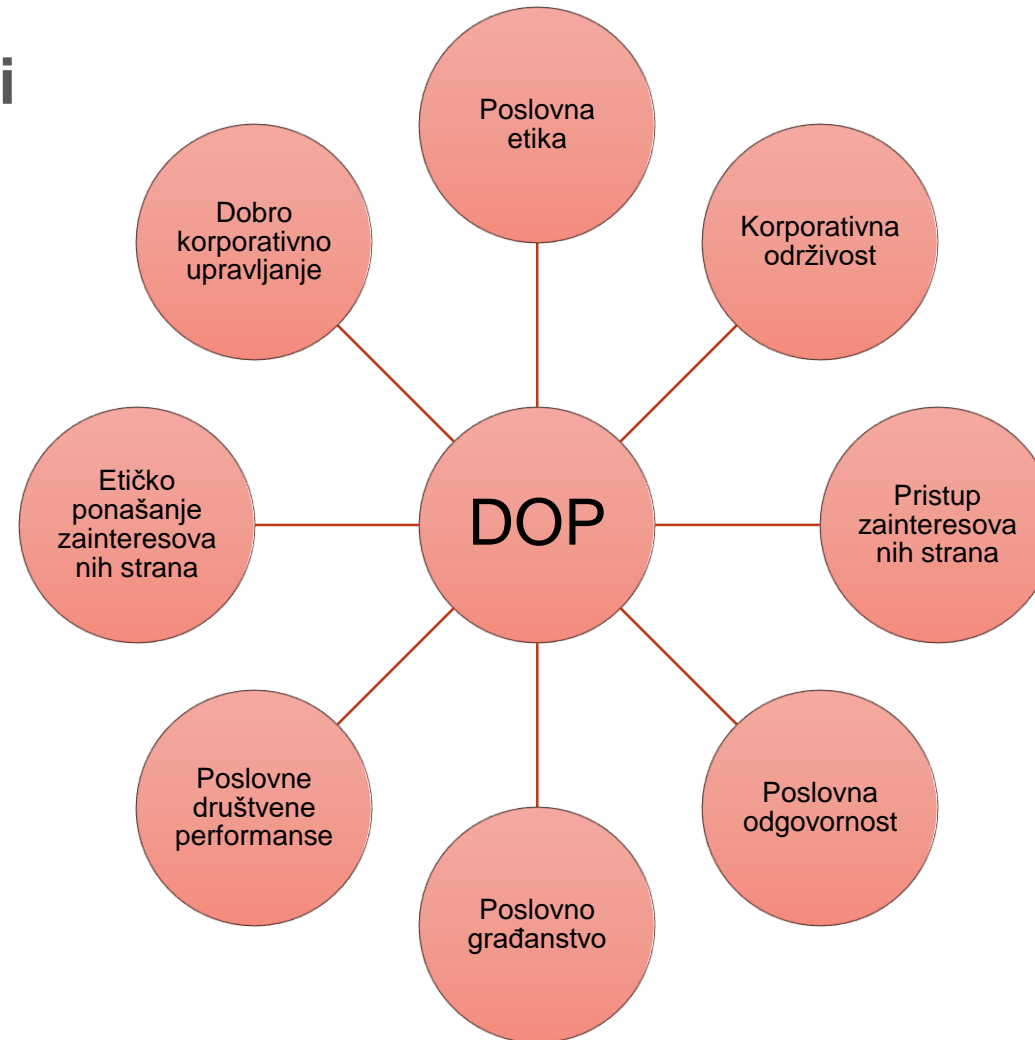 i
Poslovna
etika
Korporativna
održivost
Pristup
zainteresova
nih strana
Poslovna
odgovornost
Poslovno
građanstvo
Poslovne
društvene
performanse
Etičko
ponašanje
zainteresova
nih strana
Dobro
korporativno
upravljanje
DOP